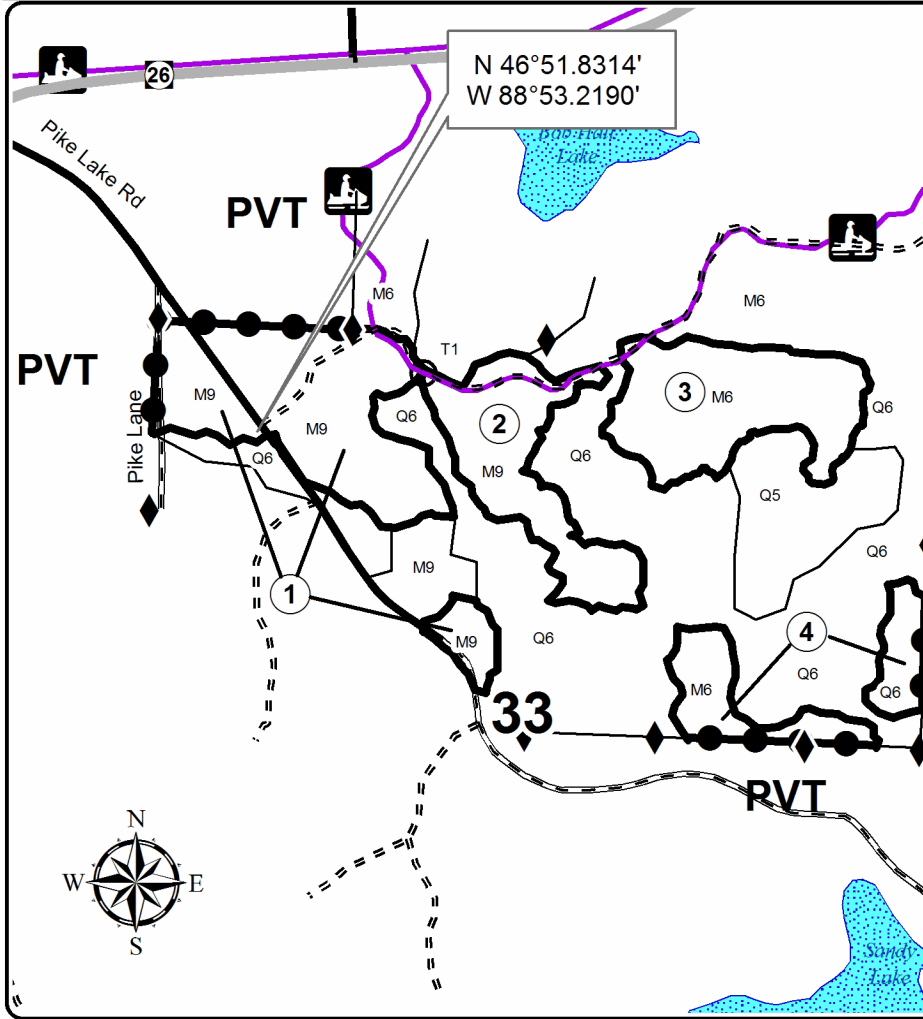 N 46°51.8314'
W 88°53.2190'
26
Bob Hall
Lake
Pike Lake Rd
PVT
M6
M6
T1
PVT
M9
3
M6
Q6
Q6
2
M9
Pike Lane
Q6
M9
Q6
Q5
Q6
M9
1
4
M9
Q6
Q6
M6
Q6
33
PVT
N
W
E
S
Sandy
Lake